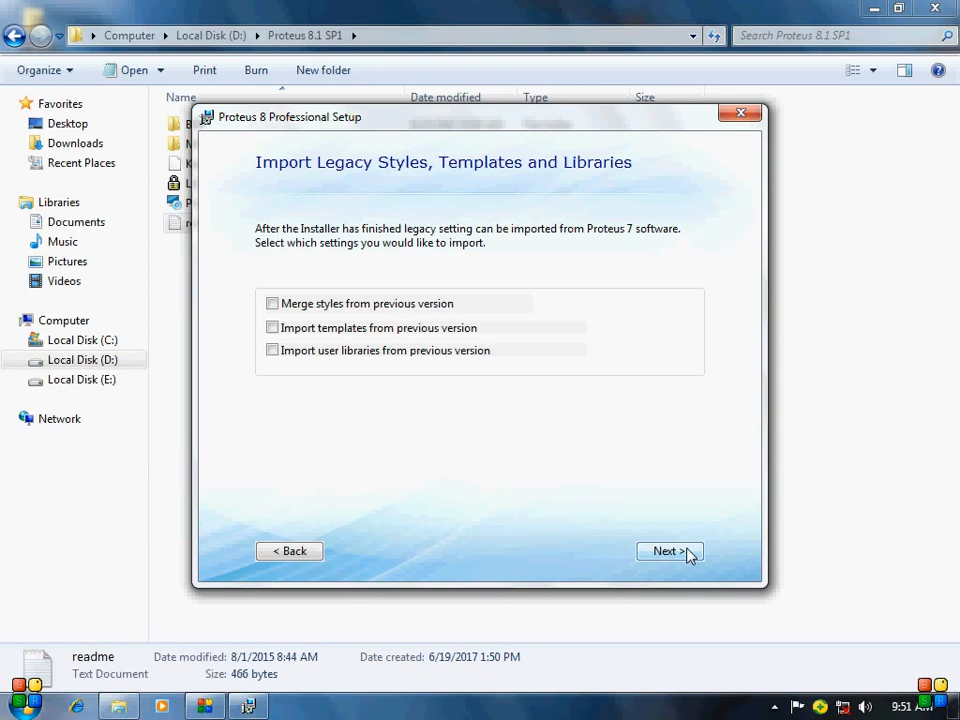 Computer Local Disk (D:) Proteus 8.1 SP1
Search Proteus 8.1 SP1
Organize Open Print Burn New folder
Name Date modified Type Size
Favorites
Desktop
Downloads
Recent Places
Libraries
Documents
Music
Pictures
Videos
Computer
Local Disk (C:)
Local Disk (D:)
Local Disk (E:)
Network
Proteus 8 Professional Setup
Import Legacy Styles, Templates and Libraries
After the Installer has finished legacy setting can be imported from Proteus 7 software.
Select which settings you would like to import.
Merge styles from previous version
Import templates from previous version
Import user libraries from previous version
< Back
Next >
readme Date modified: 8/1/2015 8:44 AM Date created: 6/19/2017 1:50 PM
Text Document Size: 466 bytes
9:51